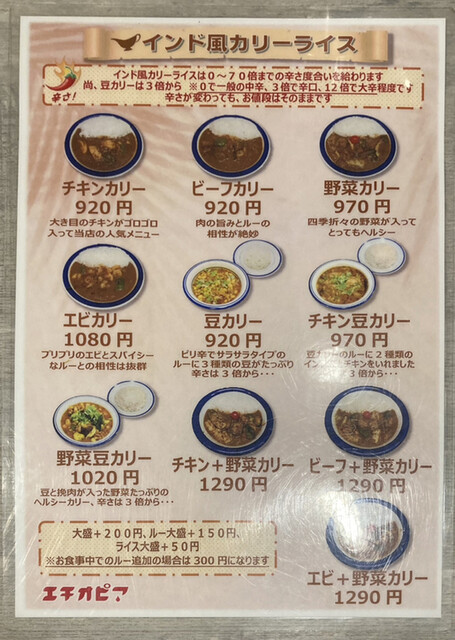 インド風カリーライス
インド風カリーライスは0～70倍までの辛さ度合いを給わります
尚、豆カリーは3倍から ※0で一般の中辛、3倍で辛口、12倍で大辛程度です
辛さが変わっても、お値段はそのままです
辛さ!
チキンカリー
920円
大き目のチキンがゴロゴロ
入って当店の人気メニュー
ビーフカリー
920円
肉の旨みとルーの
相性が絶妙
野菜カリー
970円
四季折々の野菜が入って
とってもヘルシー
エビカリー
1080円
プリプリのエビとスパイシー
なルーとの相性は抜群
豆カリー
920円
ピリ辛でサラサラタイプの
ルーに3種類の豆がたっぷり
辛さは3倍から・・・
チキン豆カリー
970円
豆カリーのルーに2種類の
チキンをいれました
3倍から・・・
野菜豆カリー
1020円
豆と挽肉が入った野菜たっぷりの
ヘルシーカリー、辛さは3倍から・・・
チキン+野菜カリー
1290円
ビーフ+野菜カリー
1290円
エビ+野菜カリー
1290円
大盛+200円、ルー大盛+150円、
ライス大盛+50円
※お食事中でのルー追加の場合は300円になります
エチオピア